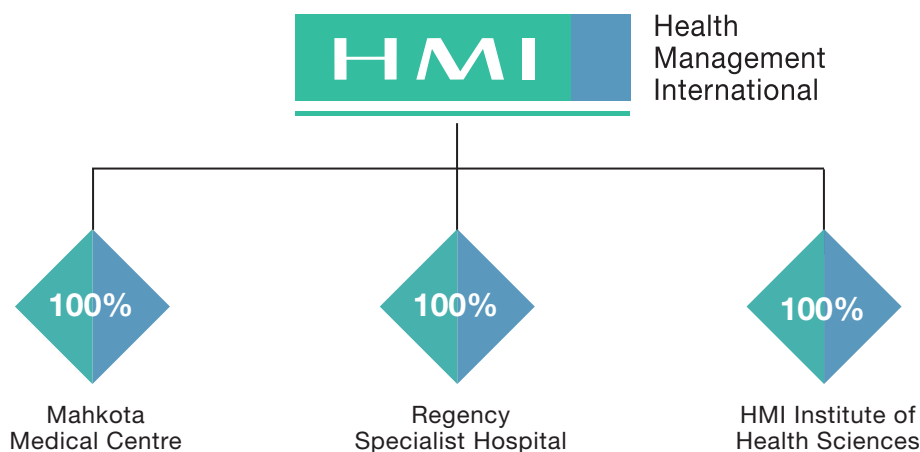 HMI
Health
Management
International
100%
100%
100%
Mahkota
Medical Centre
Regency
Specialist Hospital
HMI Institute of
Health Sciences